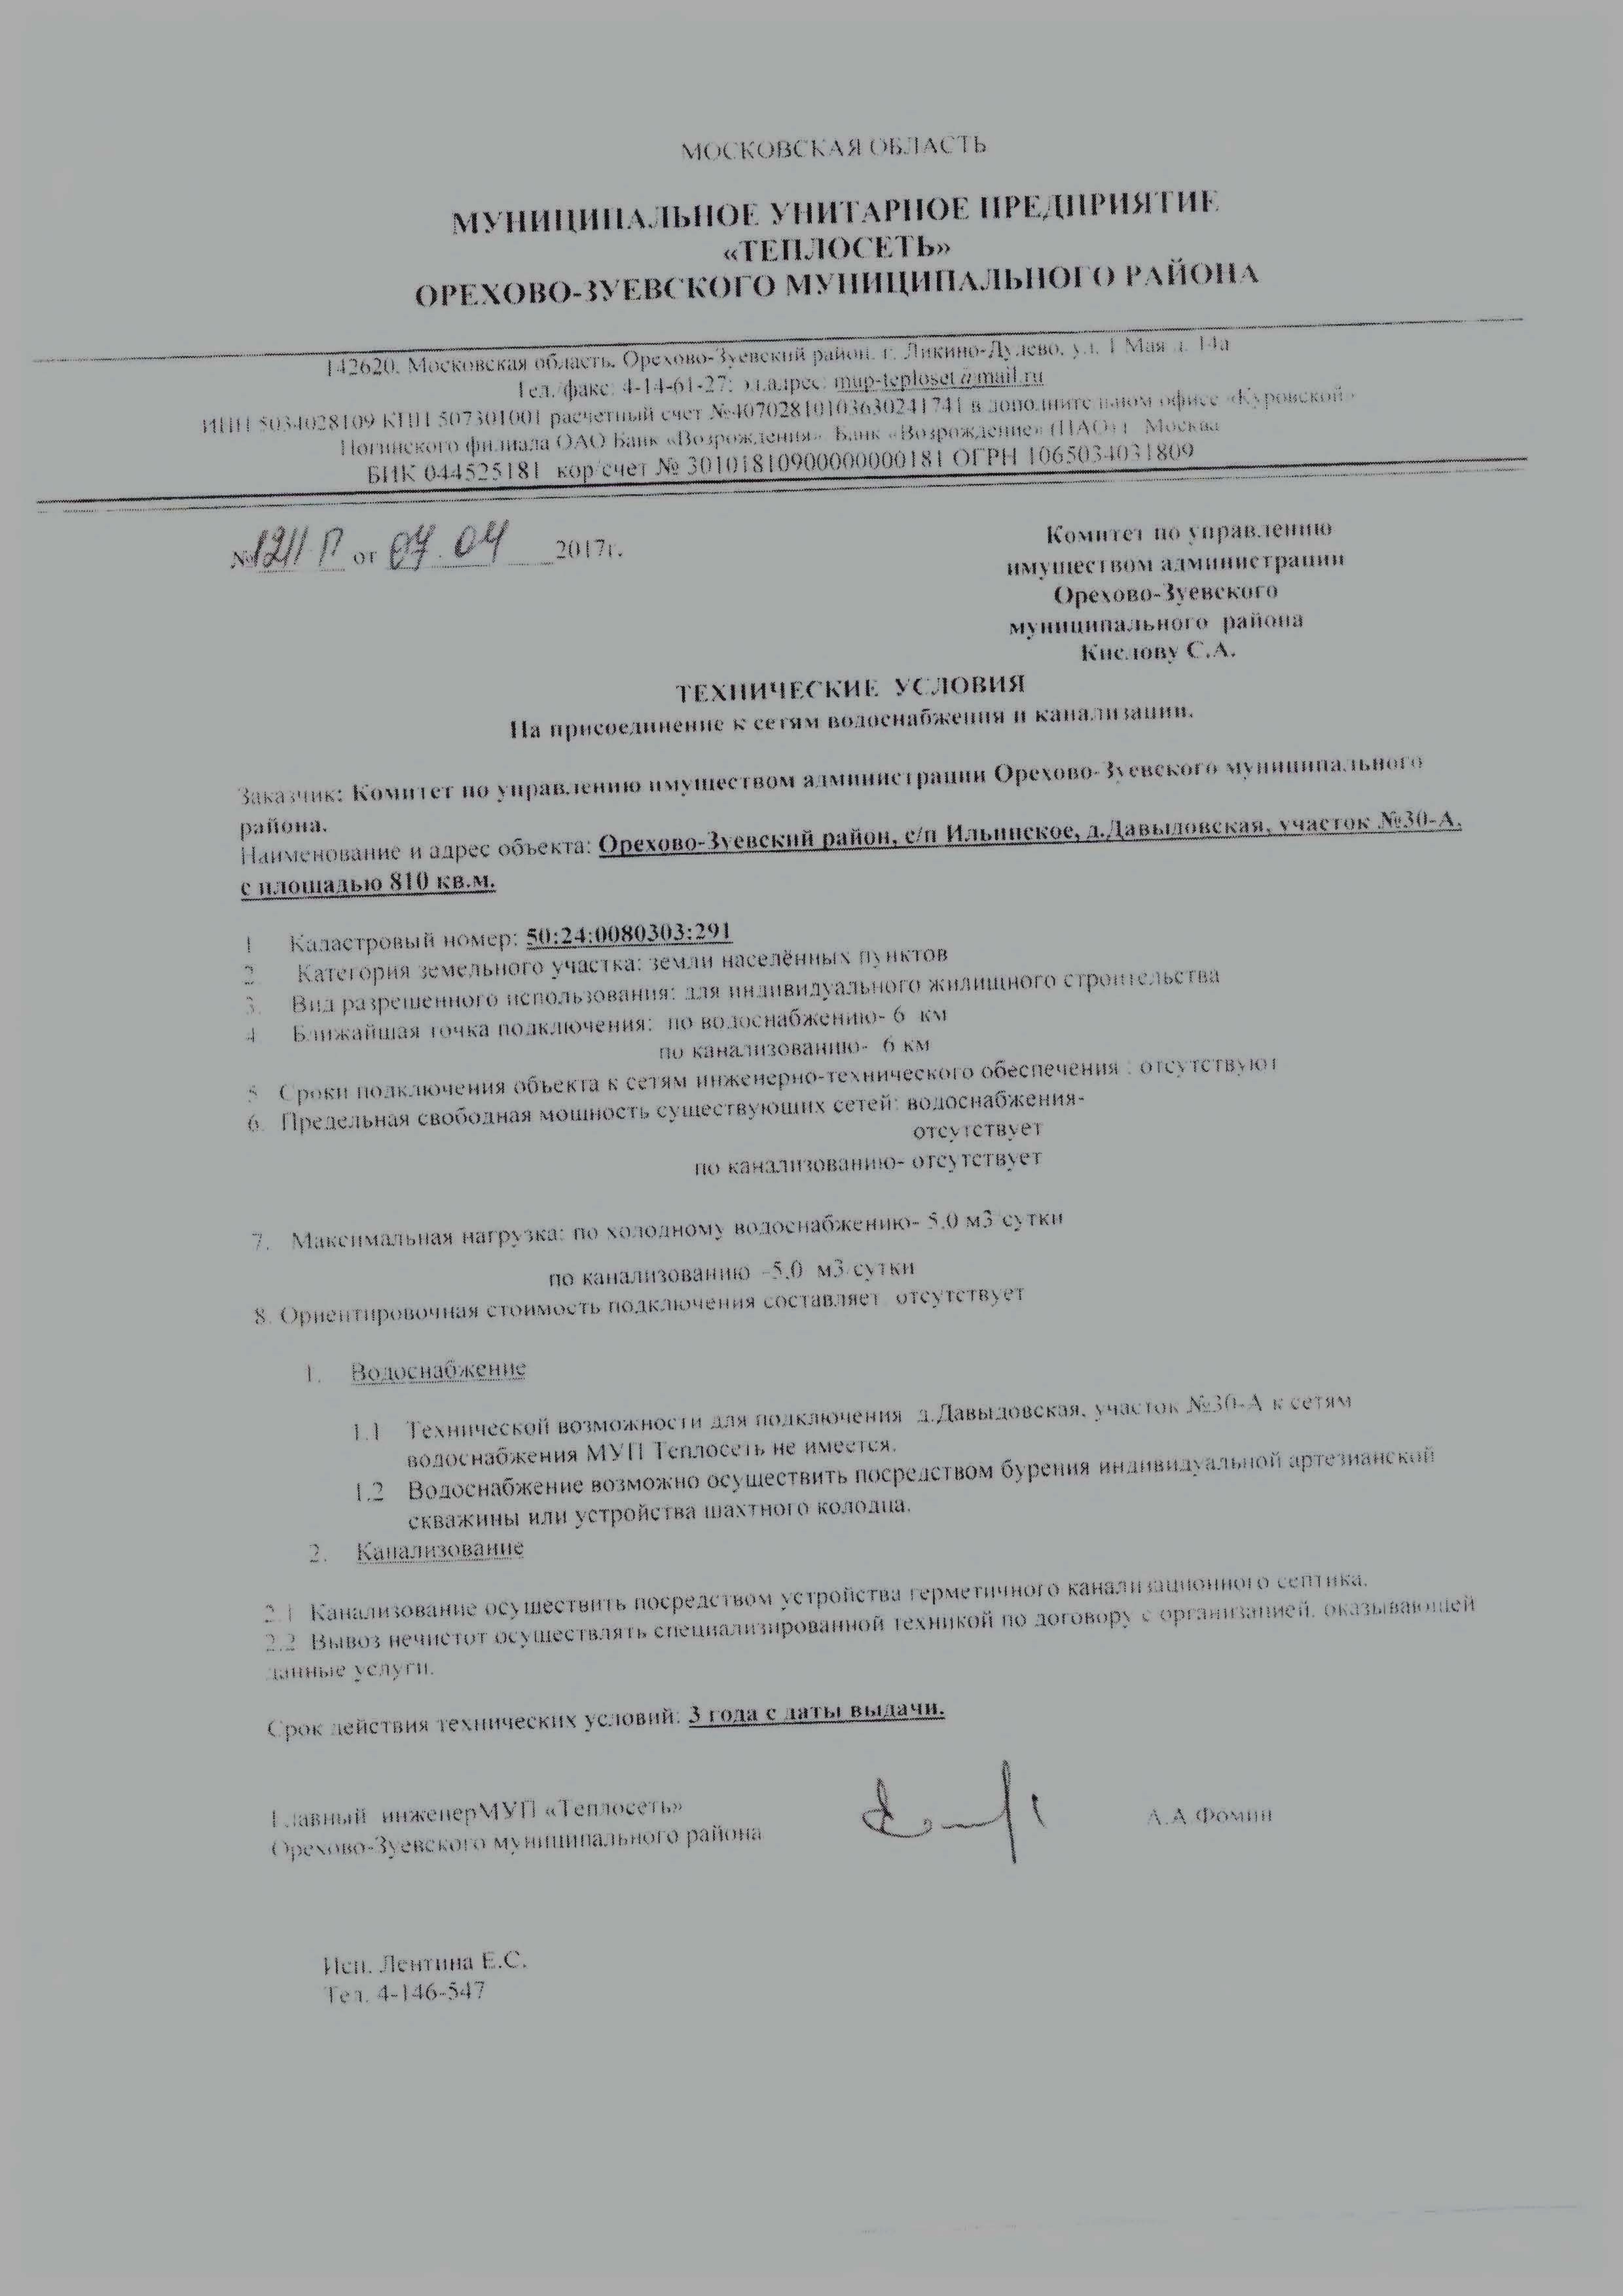 МОСКОВСКАЯ ОБЛАСТЬ
МУНИЦИПАЛЬНОЕ УНИТАРНОЕ ПРЕДПРИЯТИЕ
«ТЕПЛОСЕТЬ»
ОРЕХОВО-ЗУЕВСКОГО МУНИЦИПАЛЬНОГО РАЙОНА
142620, Московская область, Орехово-Зуевский район, г. Ликино-Дулево, ул. 1 Мая д. 14а
Тел./факс: 4-14-61-27; эл.адрес: mup-teploset@mail.ru
ИНН 5034028109 КПП 507301001 расчетный счет №40702810103630241741 в дополнительном офисе «Куровской»
Ногинского филиала ОАО Банк «Возрождения» Банк «Возрождение» (ПАО) г. Москва
БИК 044525181 кор/счет № 30101810900000000181 ОГРН 1065034031809
№ 1211 П от 07.04 2017г.
Комитет по управлению
имуществом администрации
Орехово-Зуевского
муниципального района
Кислову С.А.
ТЕХНИЧЕСКИЕ УСЛОВИЯ
На присоединение к сетям водоснабжения и канализации.
Заказчик: Комитет по управлению имуществом администрации Орехово-Зуевского муниципального
района.
Наименование и адрес объекта: Орехово-Зуевский район, с/п Ильинское, д.Давыдовская, участок №30-А,
с площадью 810 кв.м.
1 Кадастровый номер: 50:24:0080303:291
2 Категория земельного участка: земли населённых пунктов
3. Вид разрешенного использования: для индивидуального жилищного строительства
4 Ближайшая точка подключения: по водоснабжению- 6 км
по канализованию- 6 км
5 Сроки подключения объекта к сетям инженерно-технического обеспечения : отсутствуют
6. Предельная свободная мощность существующих сетей: водоснабжения-
отсутствует
по канализованию- отсутствует
7. Максимальная нагрузка: по холодному водоснабжению- 5,0 м3/сутки
по канализованию -5,0 м3/сутки
8. Ориентировочная стоимость подключения составляет: отсутствует
1. Водоснабжение
1.1 Технической возможности для подключения д.Давыдовская, участок №30-А к сетям
водоснабжения МУП Теплосеть не имеется.
1.2 Водоснабжение возможно осуществить посредством бурения индивидуальной артезианской
скважины или устройства шахтного колодца.
2. Канализование
2.1 Канализование осуществить посредством устройства герметичного канализационного септика.
2.2 Вывоз нечистот осуществлять специализированной техникой по договору с организацией, оказывающей
данные услуги.
Срок действия технических условий: 3 года с даты выдачи.
Главный инженерМУП «Теплосеть»
Орехово-Зуевского муниципального района
А.А Фомин
Исп. Лентина Е.С.
Тел. 4-146-547